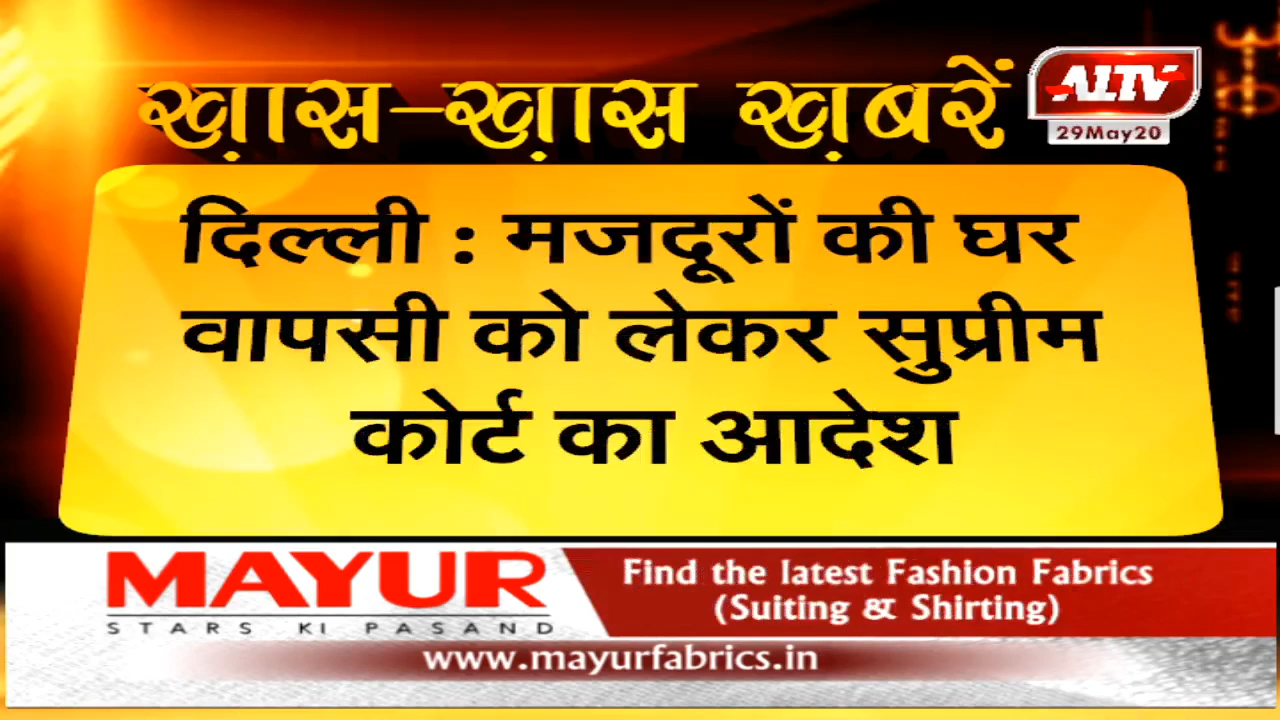 ख़ास-ख़ास ख़बरें
A1TV
29May20
दिल्ली : मजदूरों की घर
वापसी को लेकर सुप्रीम
कोर्ट का आदेश
MAYUR
STARS KI PASAND
Find the latest Fashion Fabrics
(Suiting & Shirting)
www.mayurfabrics.in